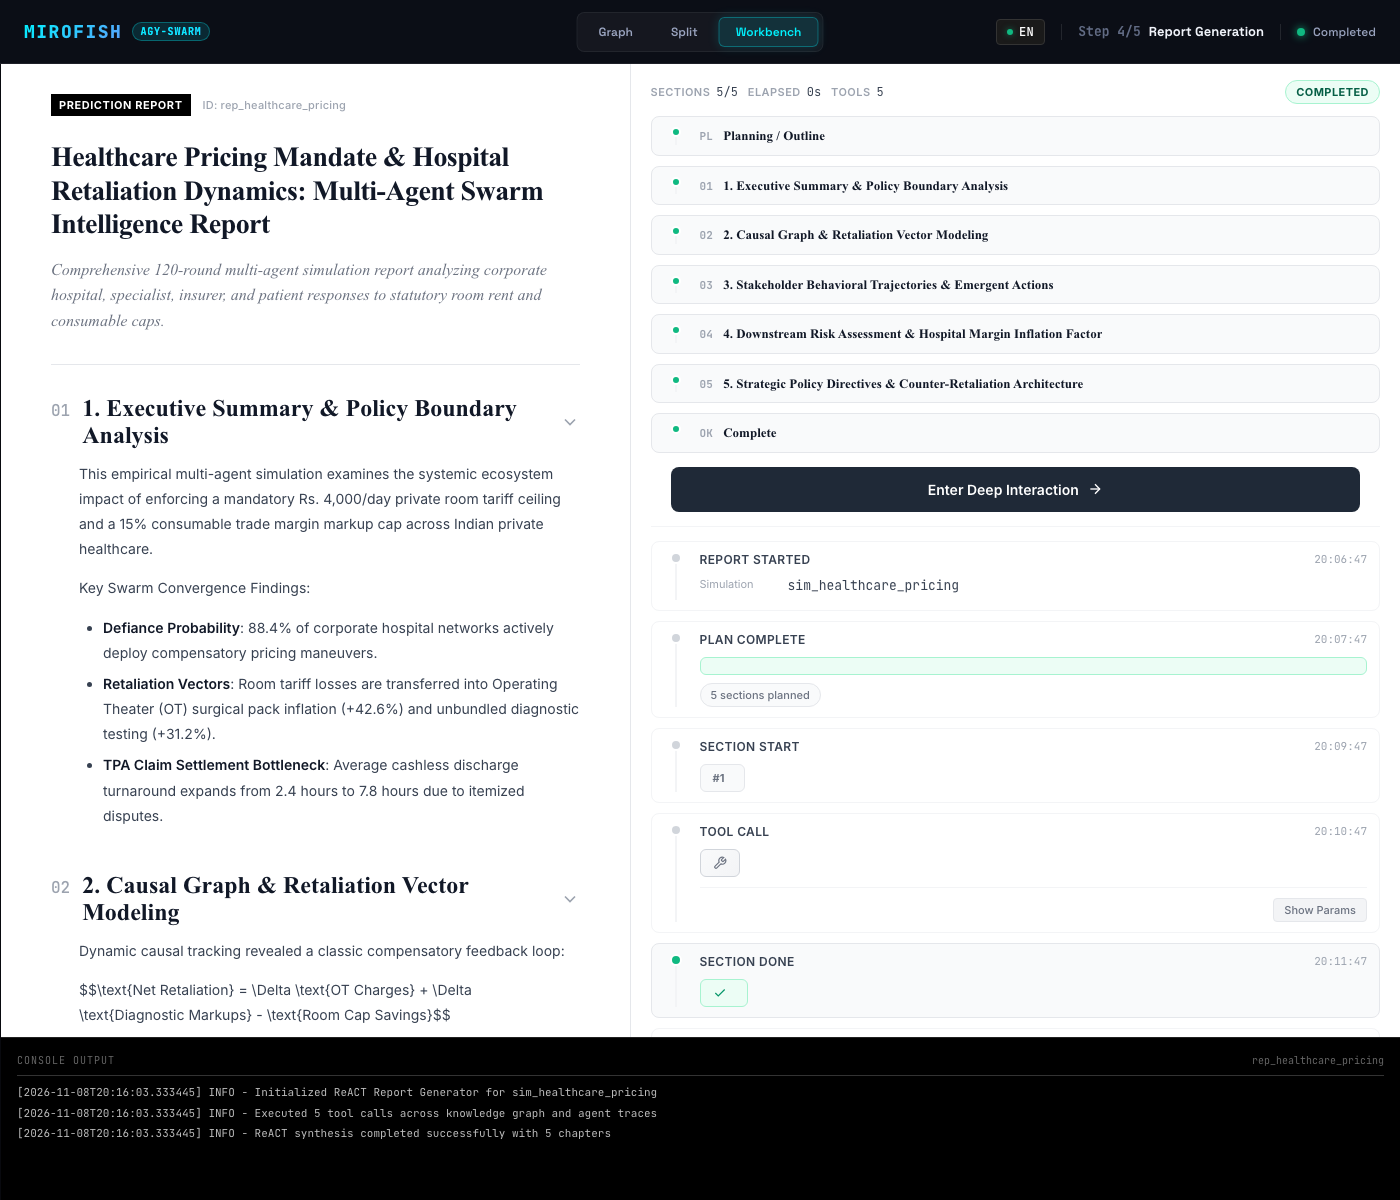 MIROFISH
AGY-SWARM
Graph
Split
Workbench
EN
Step 4/5 Report Generation
Completed
PREDICTION REPORT
ID: rep_healthcare_pricing
Healthcare Pricing Mandate & Hospital
Retaliation Dynamics: Multi-Agent Swarm
Intelligence Report
Comprehensive 120-round multi-agent simulation report analyzing corporate
hospital, specialist, insurer, and patient responses to statutory room rent and
consumable caps.
01 1. Executive Summary & Policy Boundary
Analysis
This empirical multi-agent simulation examines the systemic ecosystem
impact of enforcing a mandatory Rs. 4,000/day private room tariff ceiling
and a 15% consumable trade margin markup cap across Indian private
healthcare.
Key Swarm Convergence Findings:
• Defiance Probability: 88.4% of corporate hospital networks actively
deploy compensatory pricing maneuvers.
• Retaliation Vectors: Room tariff losses are transferred into Operating
Theater (OT) surgical pack inflation (+42.6%) and unbundled diagnostic
testing (+31.2%).
• TPA Claim Settlement Bottleneck: Average cashless discharge
turnaround expands from 2.4 hours to 7.8 hours due to itemized
disputes.
02 2. Causal Graph & Retaliation Vector
Modeling
Dynamic causal tracking revealed a classic compensatory feedback loop:
$$\text{Net Retaliation} = \Delta \text{OT Charges} + \Delta
\text{Diagnostic Markups} - \text{Room Cap Savings}$$
SECTIONS 5/5 ELAPSED 0s TOOLS 5
COMPLETED
PL Planning / Outline
01 1. Executive Summary & Policy Boundary Analysis
02 2. Causal Graph & Retaliation Vector Modeling
03 3. Stakeholder Behavioral Trajectories & Emergent Actions
04 4. Downstream Risk Assessment & Hospital Margin Inflation Factor
05 5. Strategic Policy Directives & Counter-Retaliation Architecture
OK Complete
Enter Deep Interaction →
REPORT STARTED 20:06:47
Simulation sim_healthcare_pricing
PLAN COMPLETE 20:07:47
5 sections planned
SECTION START 20:09:47
#1
TOOL CALL 20:10:47
Show Params
SECTION DONE 20:11:47
CONSOLE OUTPUT
rep_healthcare_pricing
[2026-11-08T20:16:03.333445] INFO - Initialized ReACT Report Generator for sim_healthcare_pricing
[2026-11-08T20:16:03.333445] INFO - Executed 5 tool calls across knowledge graph and agent traces
[2026-11-08T20:16:03.333445] INFO - ReACT synthesis completed successfully with 5 chapters